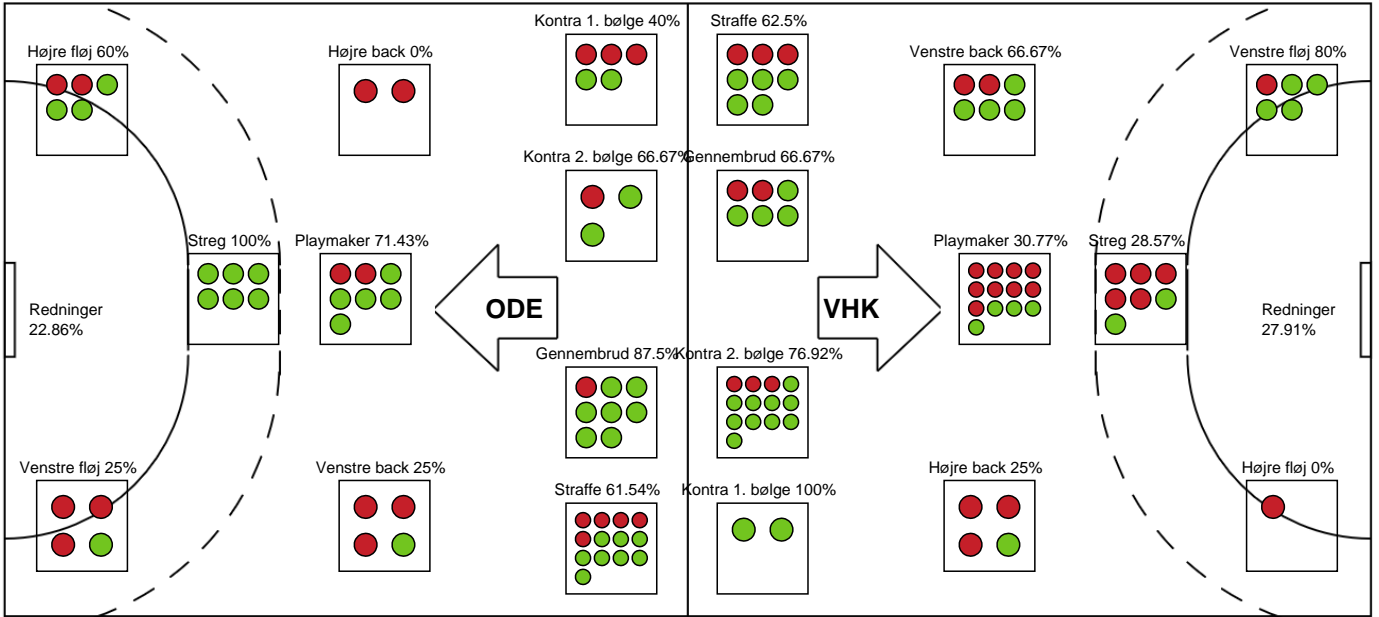 Kontra 1. bølge 40%
Straffe 62.5%
Højre fløj 60%
Højre back 0%
Venstre back 66.67%
Venstre fløj 80%
Kontra 2. bølge 66.67%
Gennembrud 66.67%
Streg 100%
Playmaker 71.43%
Playmaker 30.77%
Streg 28.57%
Redninger
22.86%
ODE
VHK
Redninger
27.91%
Gennembrud 87.5%
Kontra 2. bølge 76.92%
Venstre fløj 25%
Venstre back 25%
Højre back 25%
Højre fløj 0%
Straffe 61.54%
Kontra 1. bølge 100%